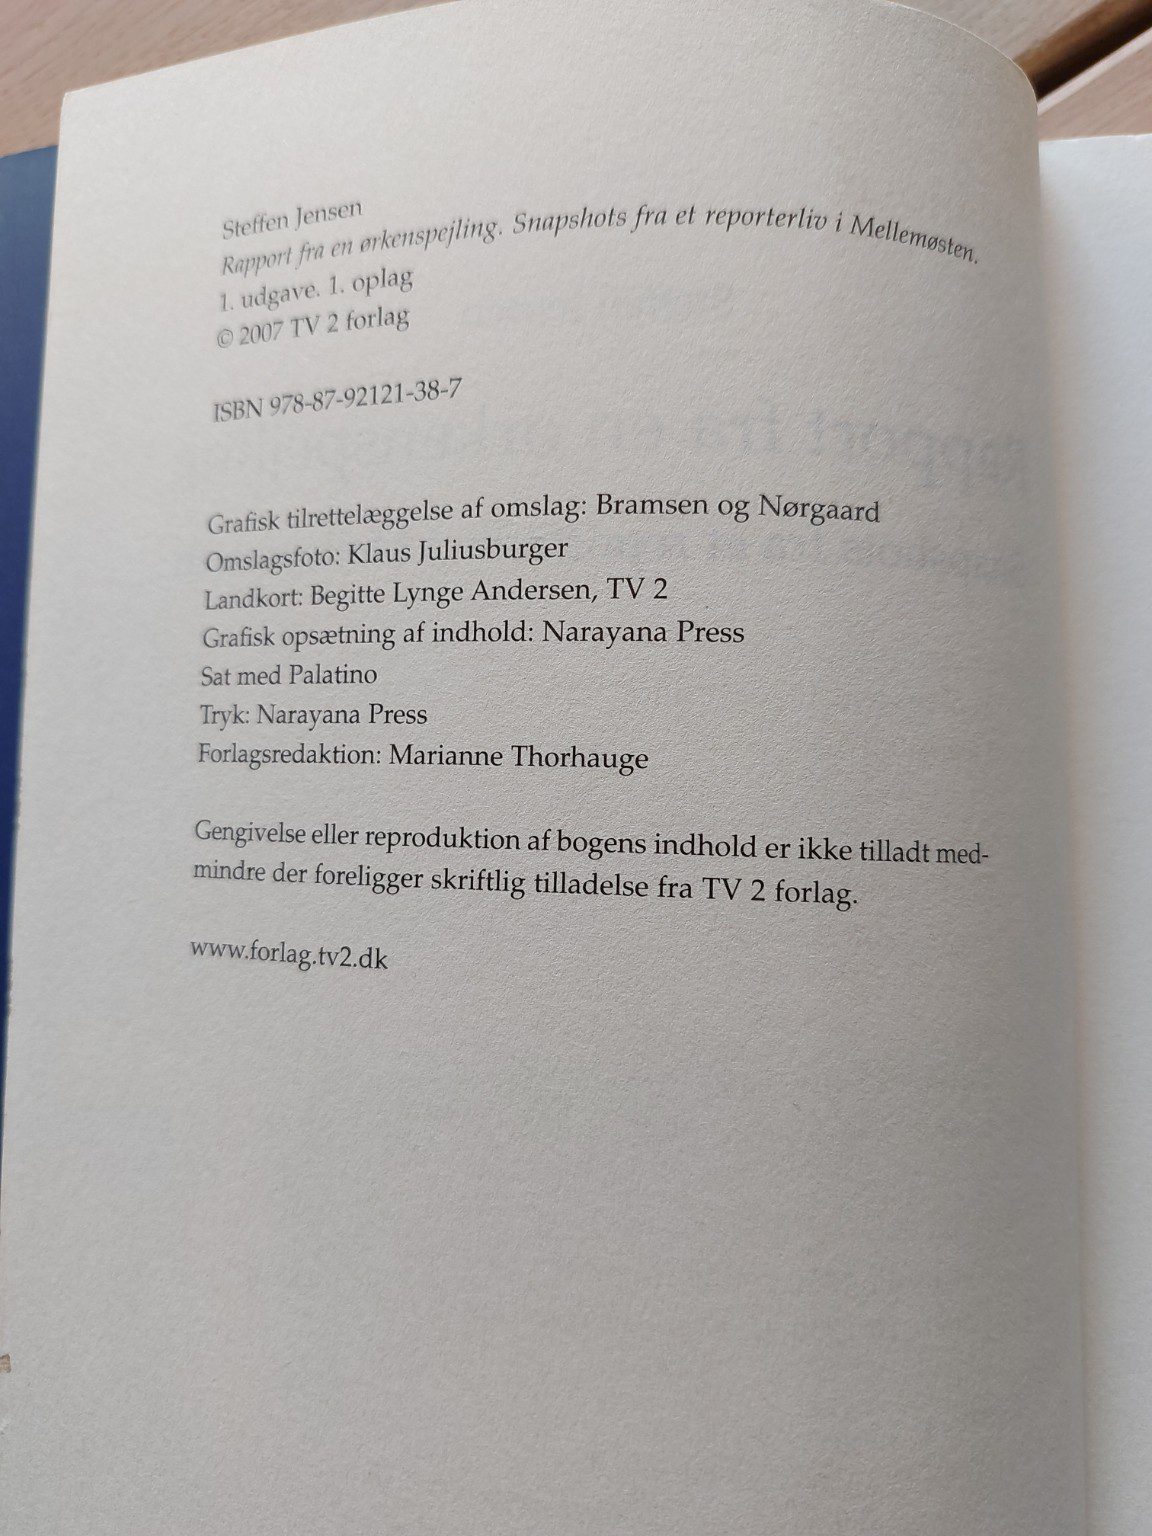 Steffen Jensen
Rapport fra en ørkenspejling. Snapshots fra et reporterliv i Mellemøsten.
1. udgave. 1. oplag
© 2007 TV 2 forlag
ISBN 978-87-92121-38-7
Grafisk tilrettelæggelse af omslag: Bramsen og Nørgaard
Omslagsfoto: Klaus Juliusburger
Landkort: Begitte Lynge Andersen, TV 2
Grafisk opsætning af indhold: Narayana Press
Sat med Palatino
Tryk: Narayana Press
Forlagsredaktion: Marianne Thorhauge
Gengivelse eller reproduktion af bogens indhold er ikke tilladt med-
mindre der foreligger skriftlig tilladelse fra TV 2 forlag.
www.forlag.tv2.dk